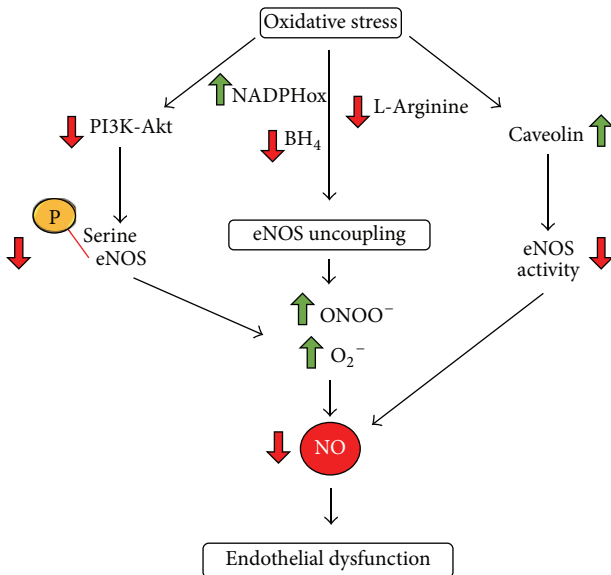 Oxidative stress
NADPHox
L-Arginine
PI3K-Akt
BH₄
Caveolin
P
Serine
eNOS
eNOS uncoupling
eNOS
activity
ONOO⁻
O₂⁻
NO
Endothelial dysfunction